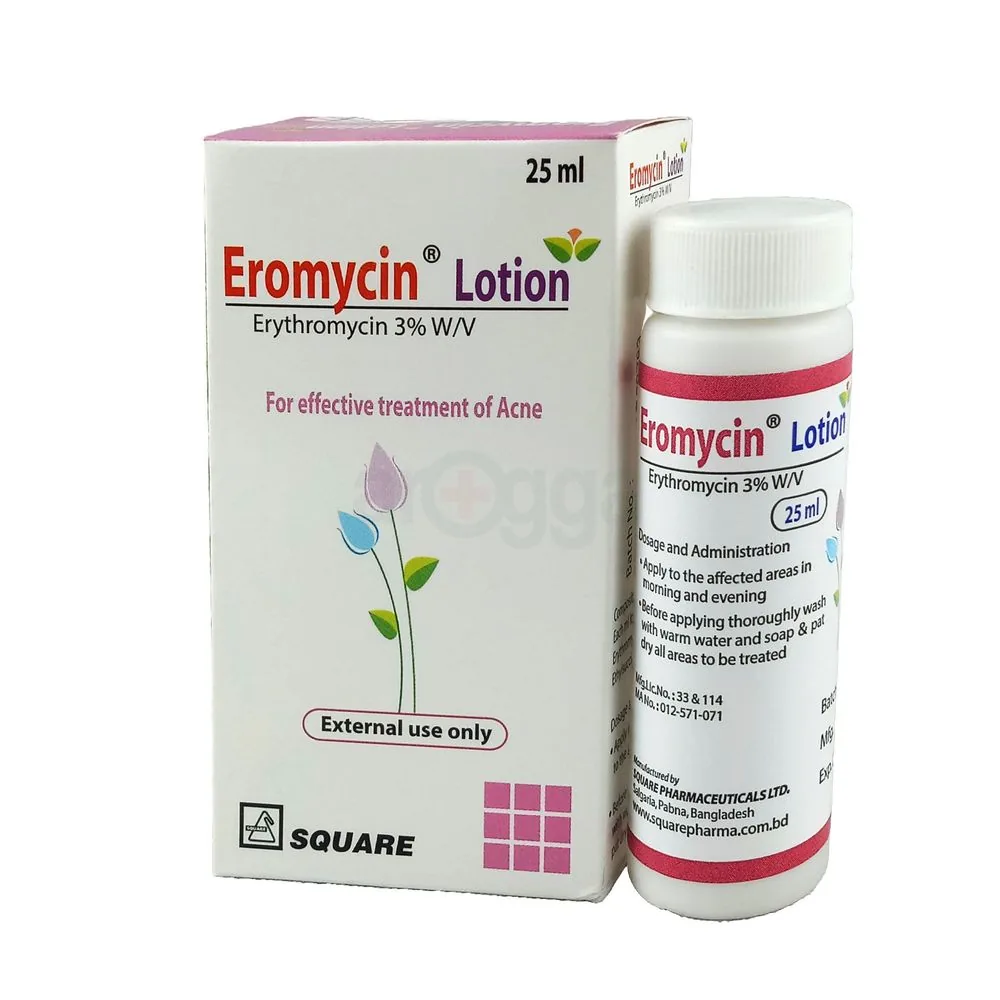 25 ml
Eromycin® Lotion
Erythromycin 3% W/V
For effective treatment of Acne
External use only
SQUARE
SQUARE
Eromycin® Lotion
Erythromycin 3% W/V
Batch No.:
Eromycin® Lotion
Erythromycin 3% W/V
25 ml
Dosage and Administration
•Apply to the affected areas in
morning and evening
•Before applying thoroughly wash
with warm water and soap & pat
dry all areas to be treated
Mfg.Lic.No.: 33 & 114
MA No.: 012-571-071
Manufactured by
SQUARE PHARMACEUTICALS LTD.
Salgaria, Pabna, Bangladesh
www.squarepharma.com.bd